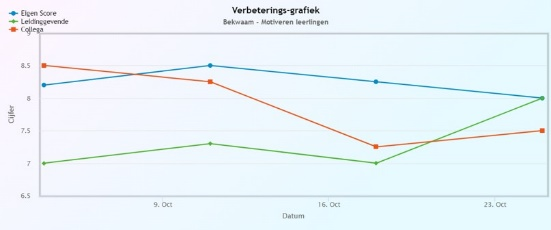 Verbeterings-grafiek
Bekwaam - Motiveren leerlingen
Eigen Score
Leidinggevende
Collega
9
8.5
8
7.5
7
6.5
Cijfer
9. Oct
16. Oct
23. Oct
Datum